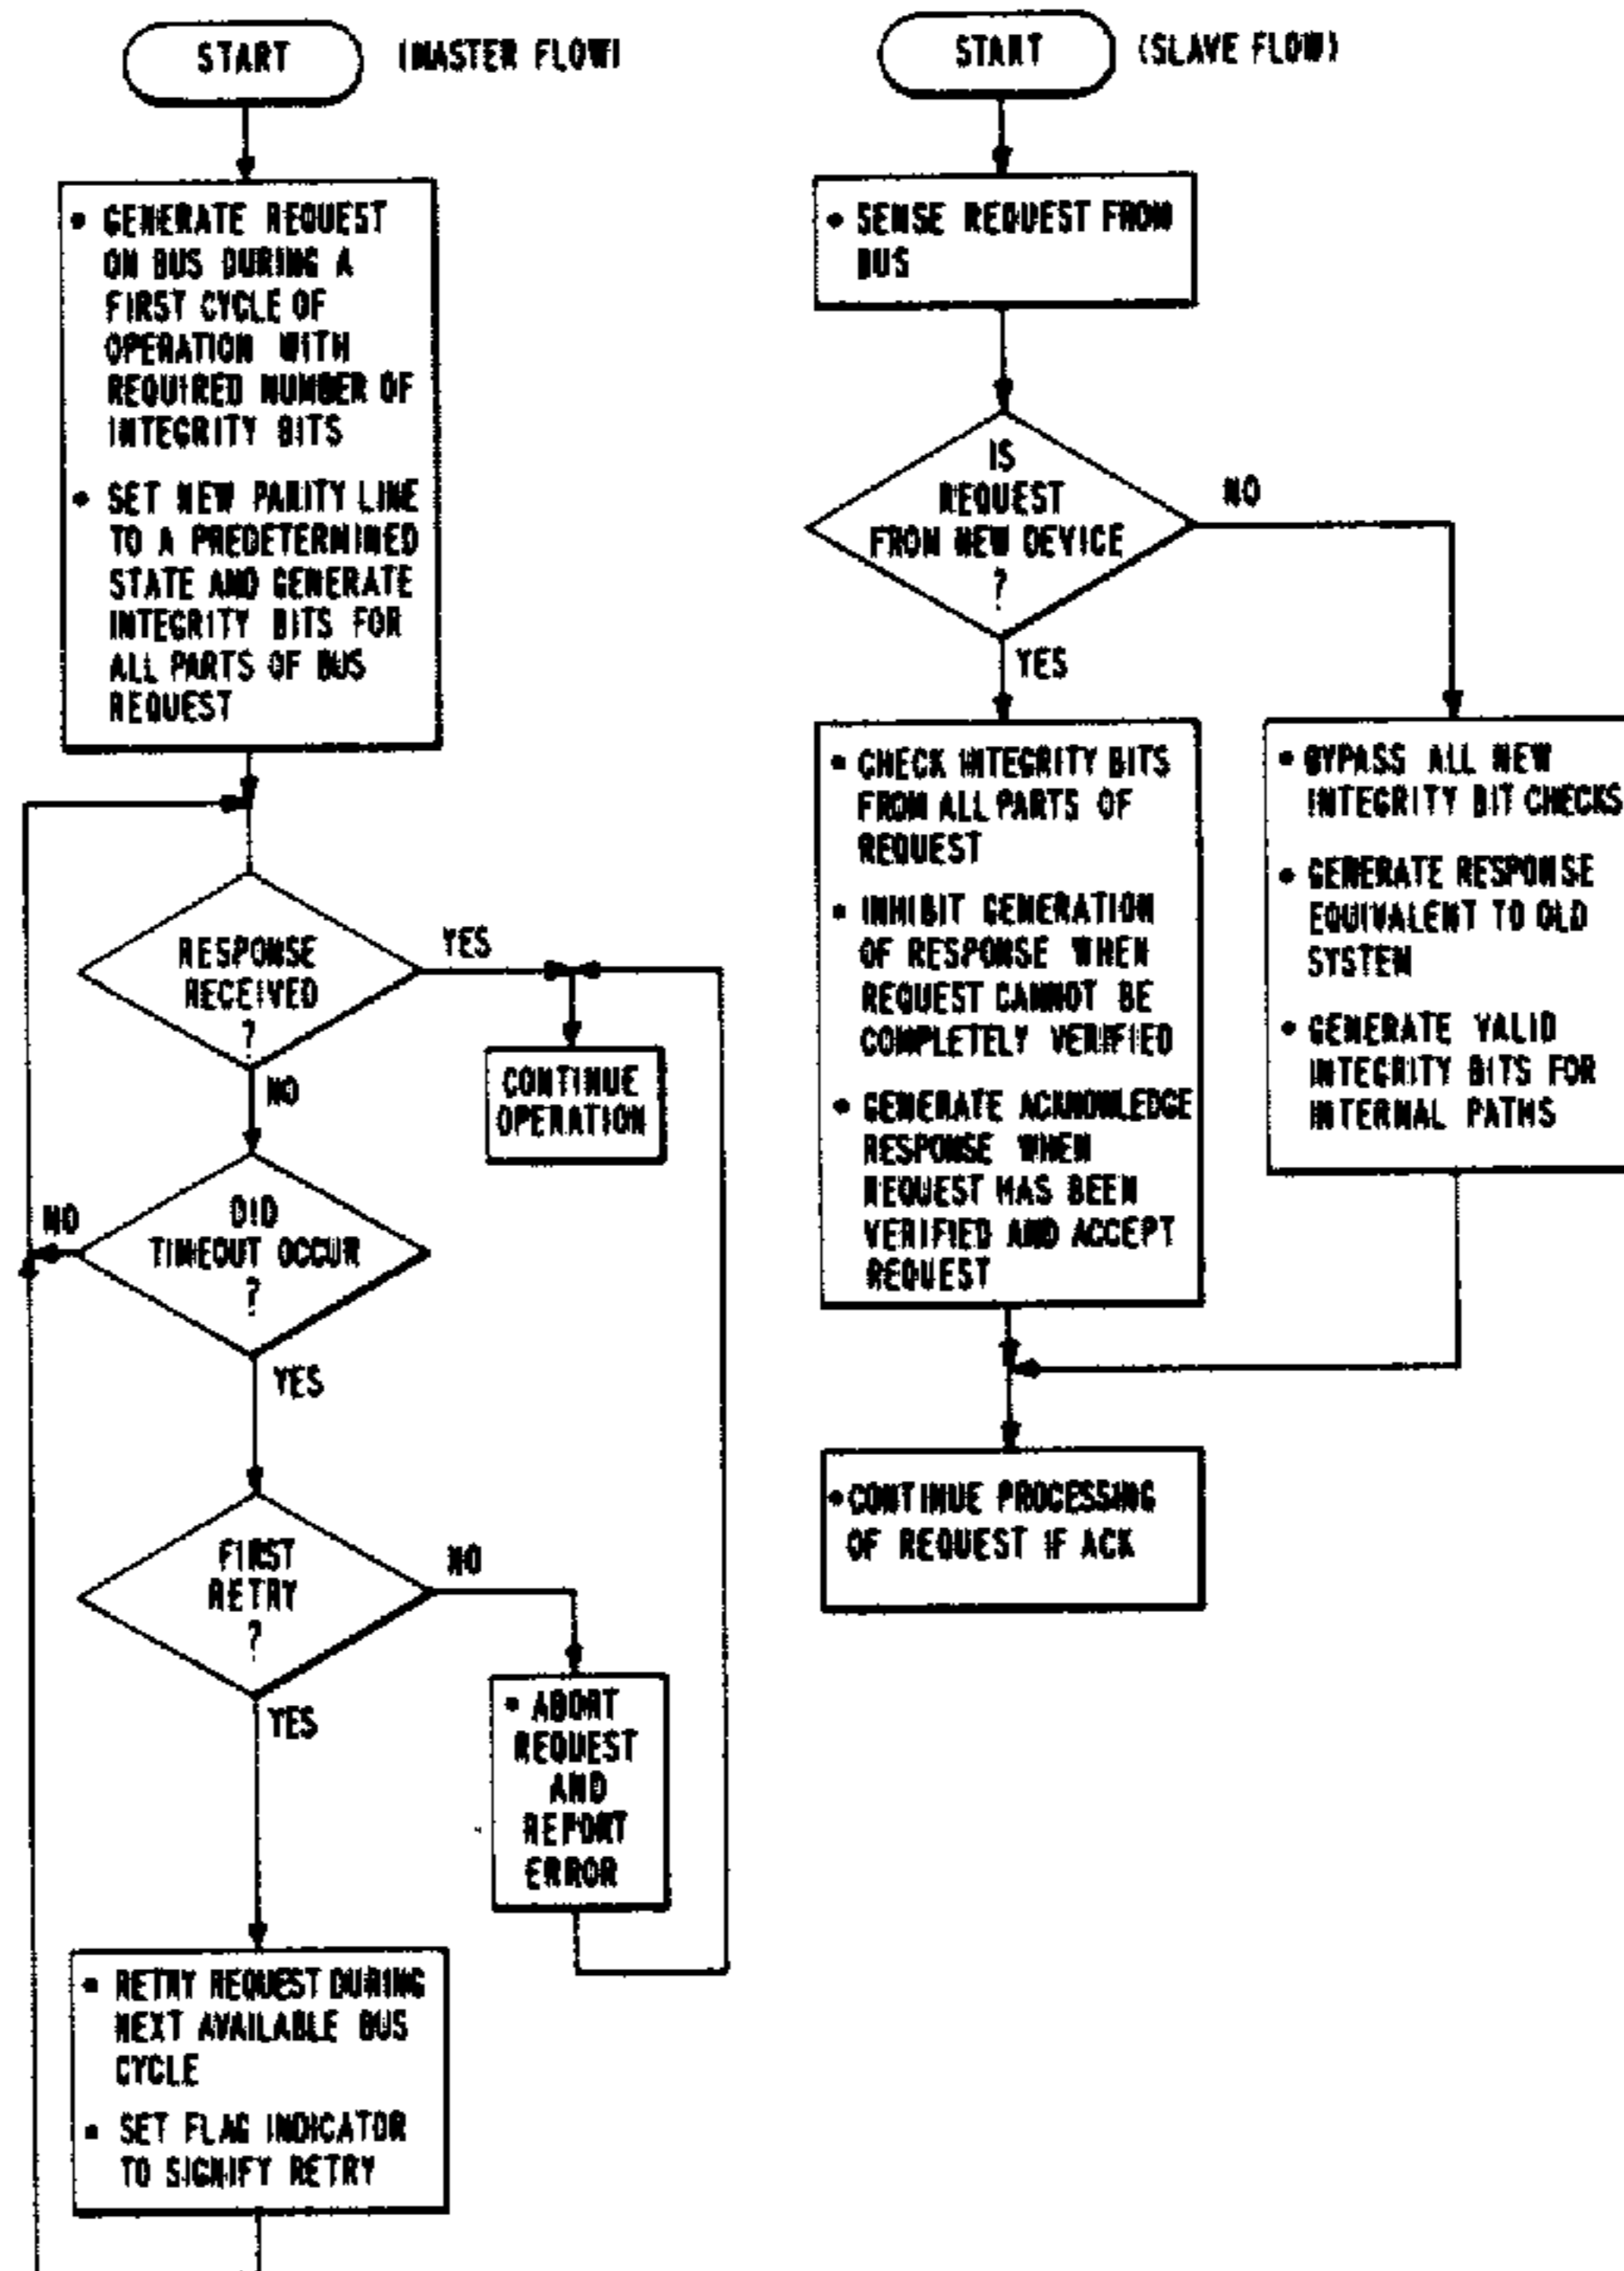 START
(MASTER FLOW)
• GENERATE REQUEST
ON BUS DURING A
FIRST CYCLE OF
OPERATION WITH
REQUIRED NUMBER OF
INTEGRITY BITS
• SET NEW PARITY LINE
TO A PREDETERMINED
STATE AND GENERATE
INTEGRITY BITS FOR
ALL PARTS OF BUS
REQUEST
RESPONSE
RECEIVED
?
YES
NO
CONTINUE
OPERATION
DID
TIMEOUT OCCUR
?
NO
YES
FIRST
RETRY
?
NO
YES
• ABORT
REQUEST
AND
REPORT
ERROR
• RETRY REQUEST DURING
NEXT AVAILABLE BUS
CYCLE
• SET FLAG INDICATOR
TO SIGNIFY RETRY
START
(SLAVE FLOW)
• SENSE REQUEST FROM
BUS
IS
REQUEST
FROM NEW DEVICE
?
NO
YES
• CHECK INTEGRITY BITS
FROM ALL PARTS OF
REQUEST
• INHIBIT GENERATION
OF RESPONSE WHEN
REQUEST CANNOT BE
COMPLETELY VERIFIED
• GENERATE ACKNOWLEDGE
RESPONSE WHEN
REQUEST HAS BEEN
VERIFIED AND ACCEPT
REQUEST
• BYPASS ALL NEW
INTEGRITY BIT CHECKS
• GENERATE RESPONSE
EQUIVALENT TO OLD
SYSTEM
• GENERATE VALID
INTEGRITY BITS FOR
INTERNAL PATHS
• CONTINUE PROCESSING
OF REQUEST IF ACK